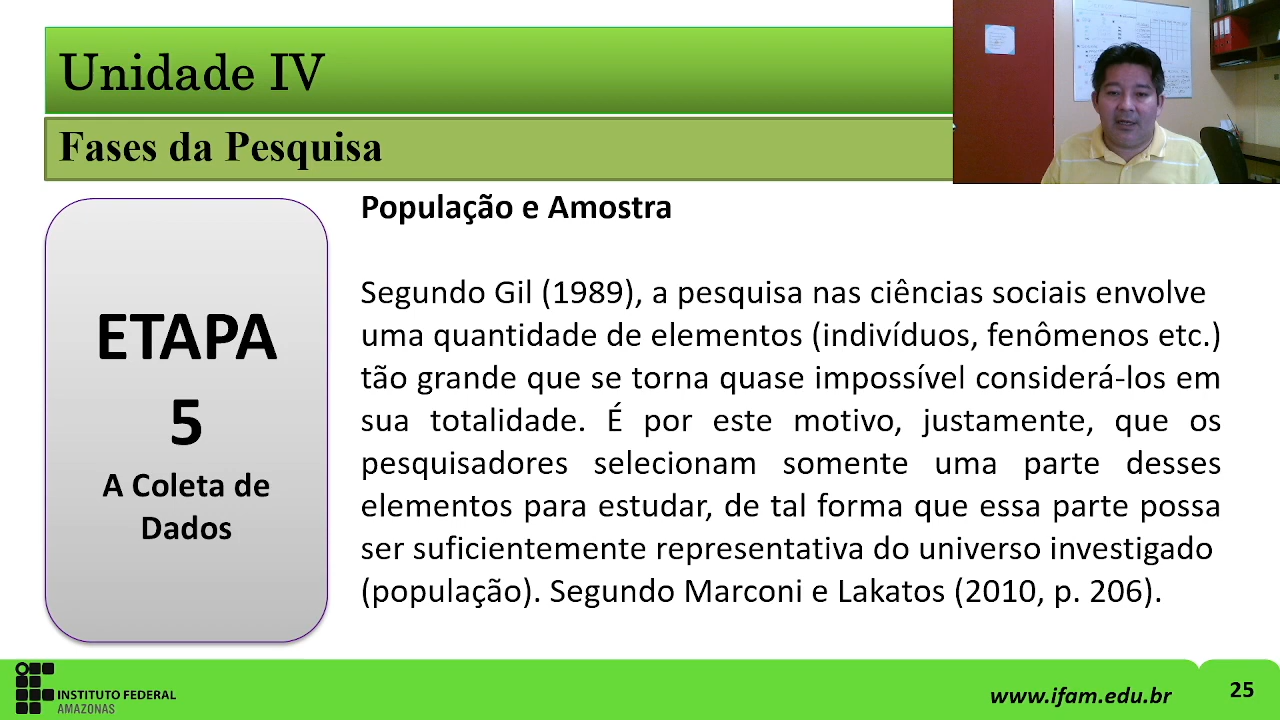 Unidade IV
Fases da Pesquisa
ETAPA
5
A Coleta de
Dados
População e Amostra
Segundo Gil (1989), a pesquisa nas ciências sociais envolve
uma quantidade de elementos (indivíduos, fenômenos etc.)
tão grande que se torna quase impossível considerá-los em
sua totalidade. É por este motivo, justamente, que os
pesquisadores selecionam somente uma parte desses
elementos para estudar, de tal forma que essa parte possa
ser suficientemente representativa do universo investigado
(população). Segundo Marconi e Lakatos (2010, p. 206).
INSTITUTO FEDERAL
AMAZONAS
www.ifam.edu.br
25